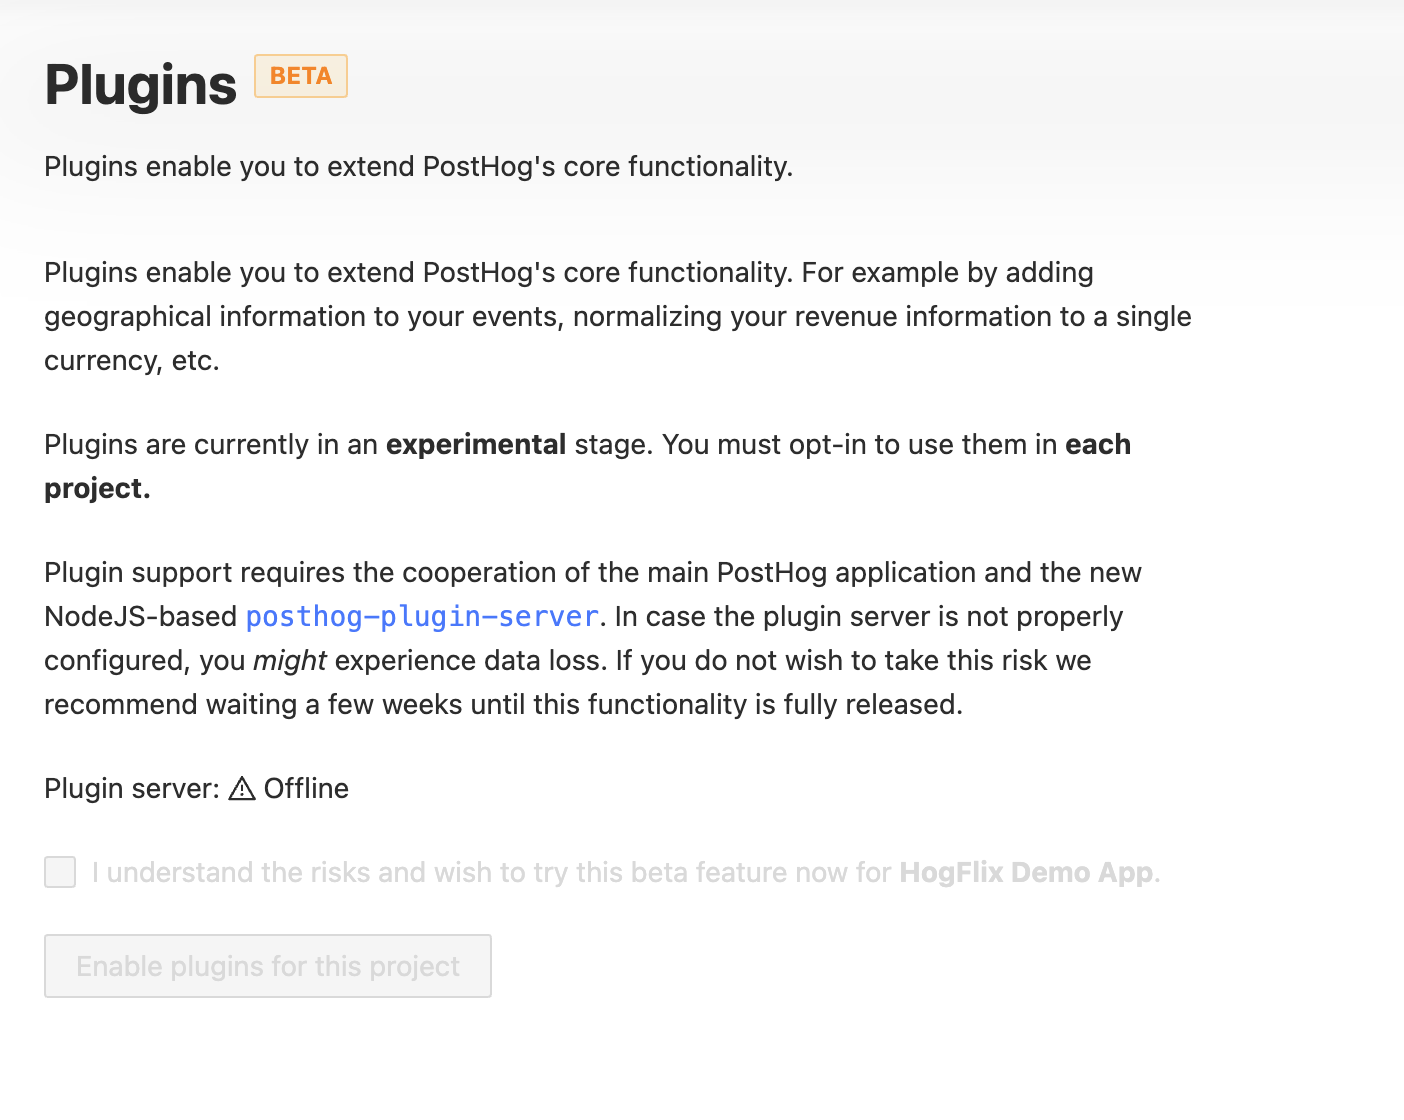 Plugins BETA
Plugins enable you to extend PostHog's core functionality.
Plugins enable you to extend PostHog's core functionality. For example by adding
geographical information to your events, normalizing your revenue information to a single
currency, etc.
Plugins are currently in an experimental stage. You must opt-in to use them in each
project.
Plugin support requires the cooperation of the main PostHog application and the new
NodeJS-based posthog-plugin-server. In case the plugin server is not properly
configured, you might experience data loss. If you do not wish to take this risk we
recommend waiting a few weeks until this functionality is fully released.
Plugin server: Offline
I understand the risks and wish to try this beta feature now for HogFlix Demo App.
Enable plugins for this project